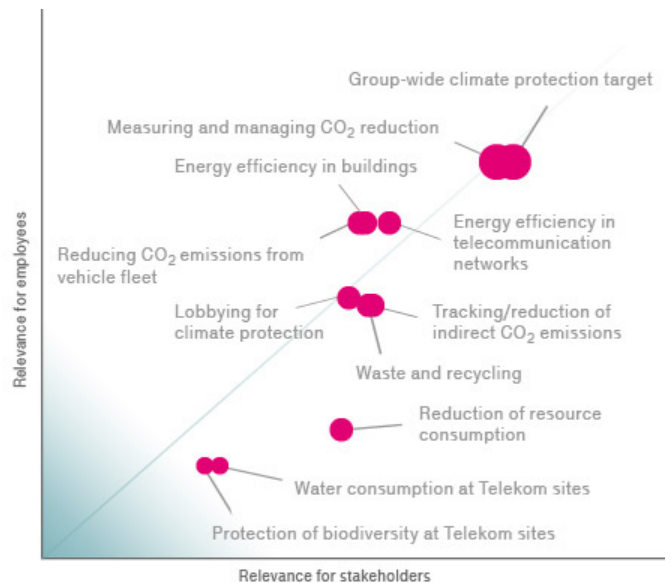 Group-wide climate protection target
Measuring and managing CO₂ reduction
Energy efficiency in buildings
Energy efficiency in
telecommunication
networks
Reducing CO₂ emissions from
vehicle fleet
Lobbying for
climate protection
Tracking/reduction of
indirect CO₂ emissions
Waste and recycling
Reduction of resource
consumption
Water consumption at Telekom sites
Protection of biodiversity at Telekom sites
Relevance for employees
Relevance for stakeholders